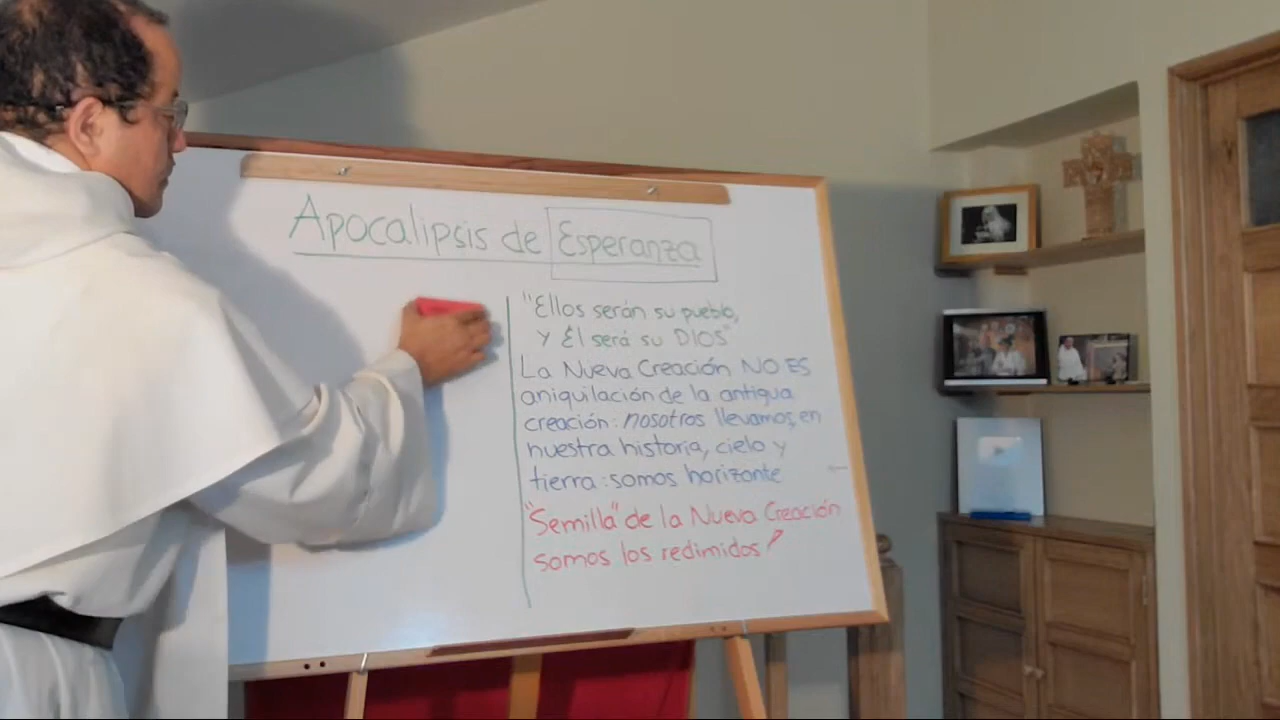 Apocalipsis de Esperanza
"Ellos serán su pueblo,
y Él será su DIOS"
La Nueva Creación NO ES
aniquilación de la antigua
creación: nosotros llevamos, en
nuestra historia, cielo y
tierra: somos horizonte
"Semilla" de la Nueva Creación
somos los redimidos